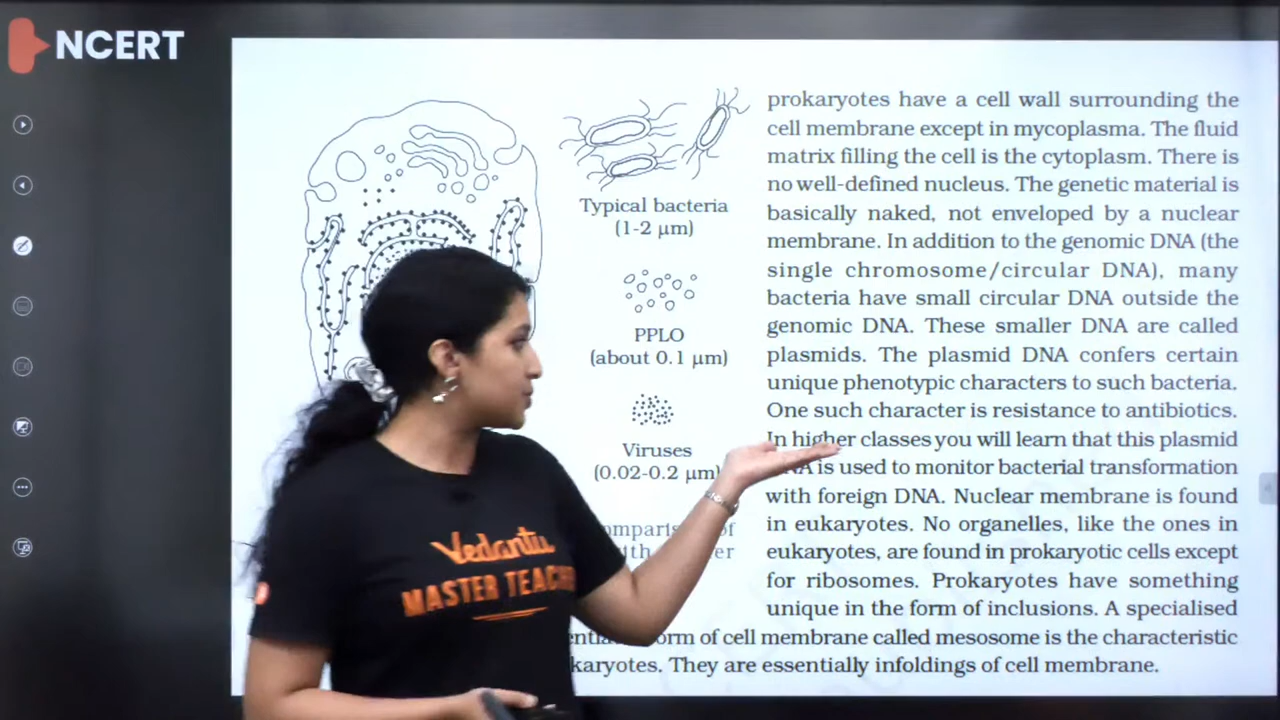 NCERT
Typical bacteria
(1-2 µm)
PPLO
(about 0.1 µm)
Viruses
(0.02-0.2 µm)
of
prokaryotes have a cell wall surrounding the
cell membrane except in mycoplasma. The fluid
matrix filling the cell is the cytoplasm. There is
no well-defined nucleus. The genetic material is
basically naked, not enveloped by a nuclear
membrane. In addition to the genomic DNA (the
single chromosome/circular DNA), many
bacteria have small circular DNA outside the
genomic DNA. These smaller DNA are called
plasmids. The plasmid DNA confers certain
unique phenotypic characters to such bacteria.
One such character is resistance to antibiotics.
In higher classes you will learn that this plasmid
is used to monitor bacterial transformation
with foreign DNA. Nuclear membrane is found
in eukaryotes. No organelles, like the ones in
eukaryotes, are found in prokaryotic cells except
for ribosomes. Prokaryotes have something
unique in the form of inclusions. A specialised
form of cell membrane called mesosome is the characteristic
They are essentially infoldings of cell membrane.
Vedantu
MASTER